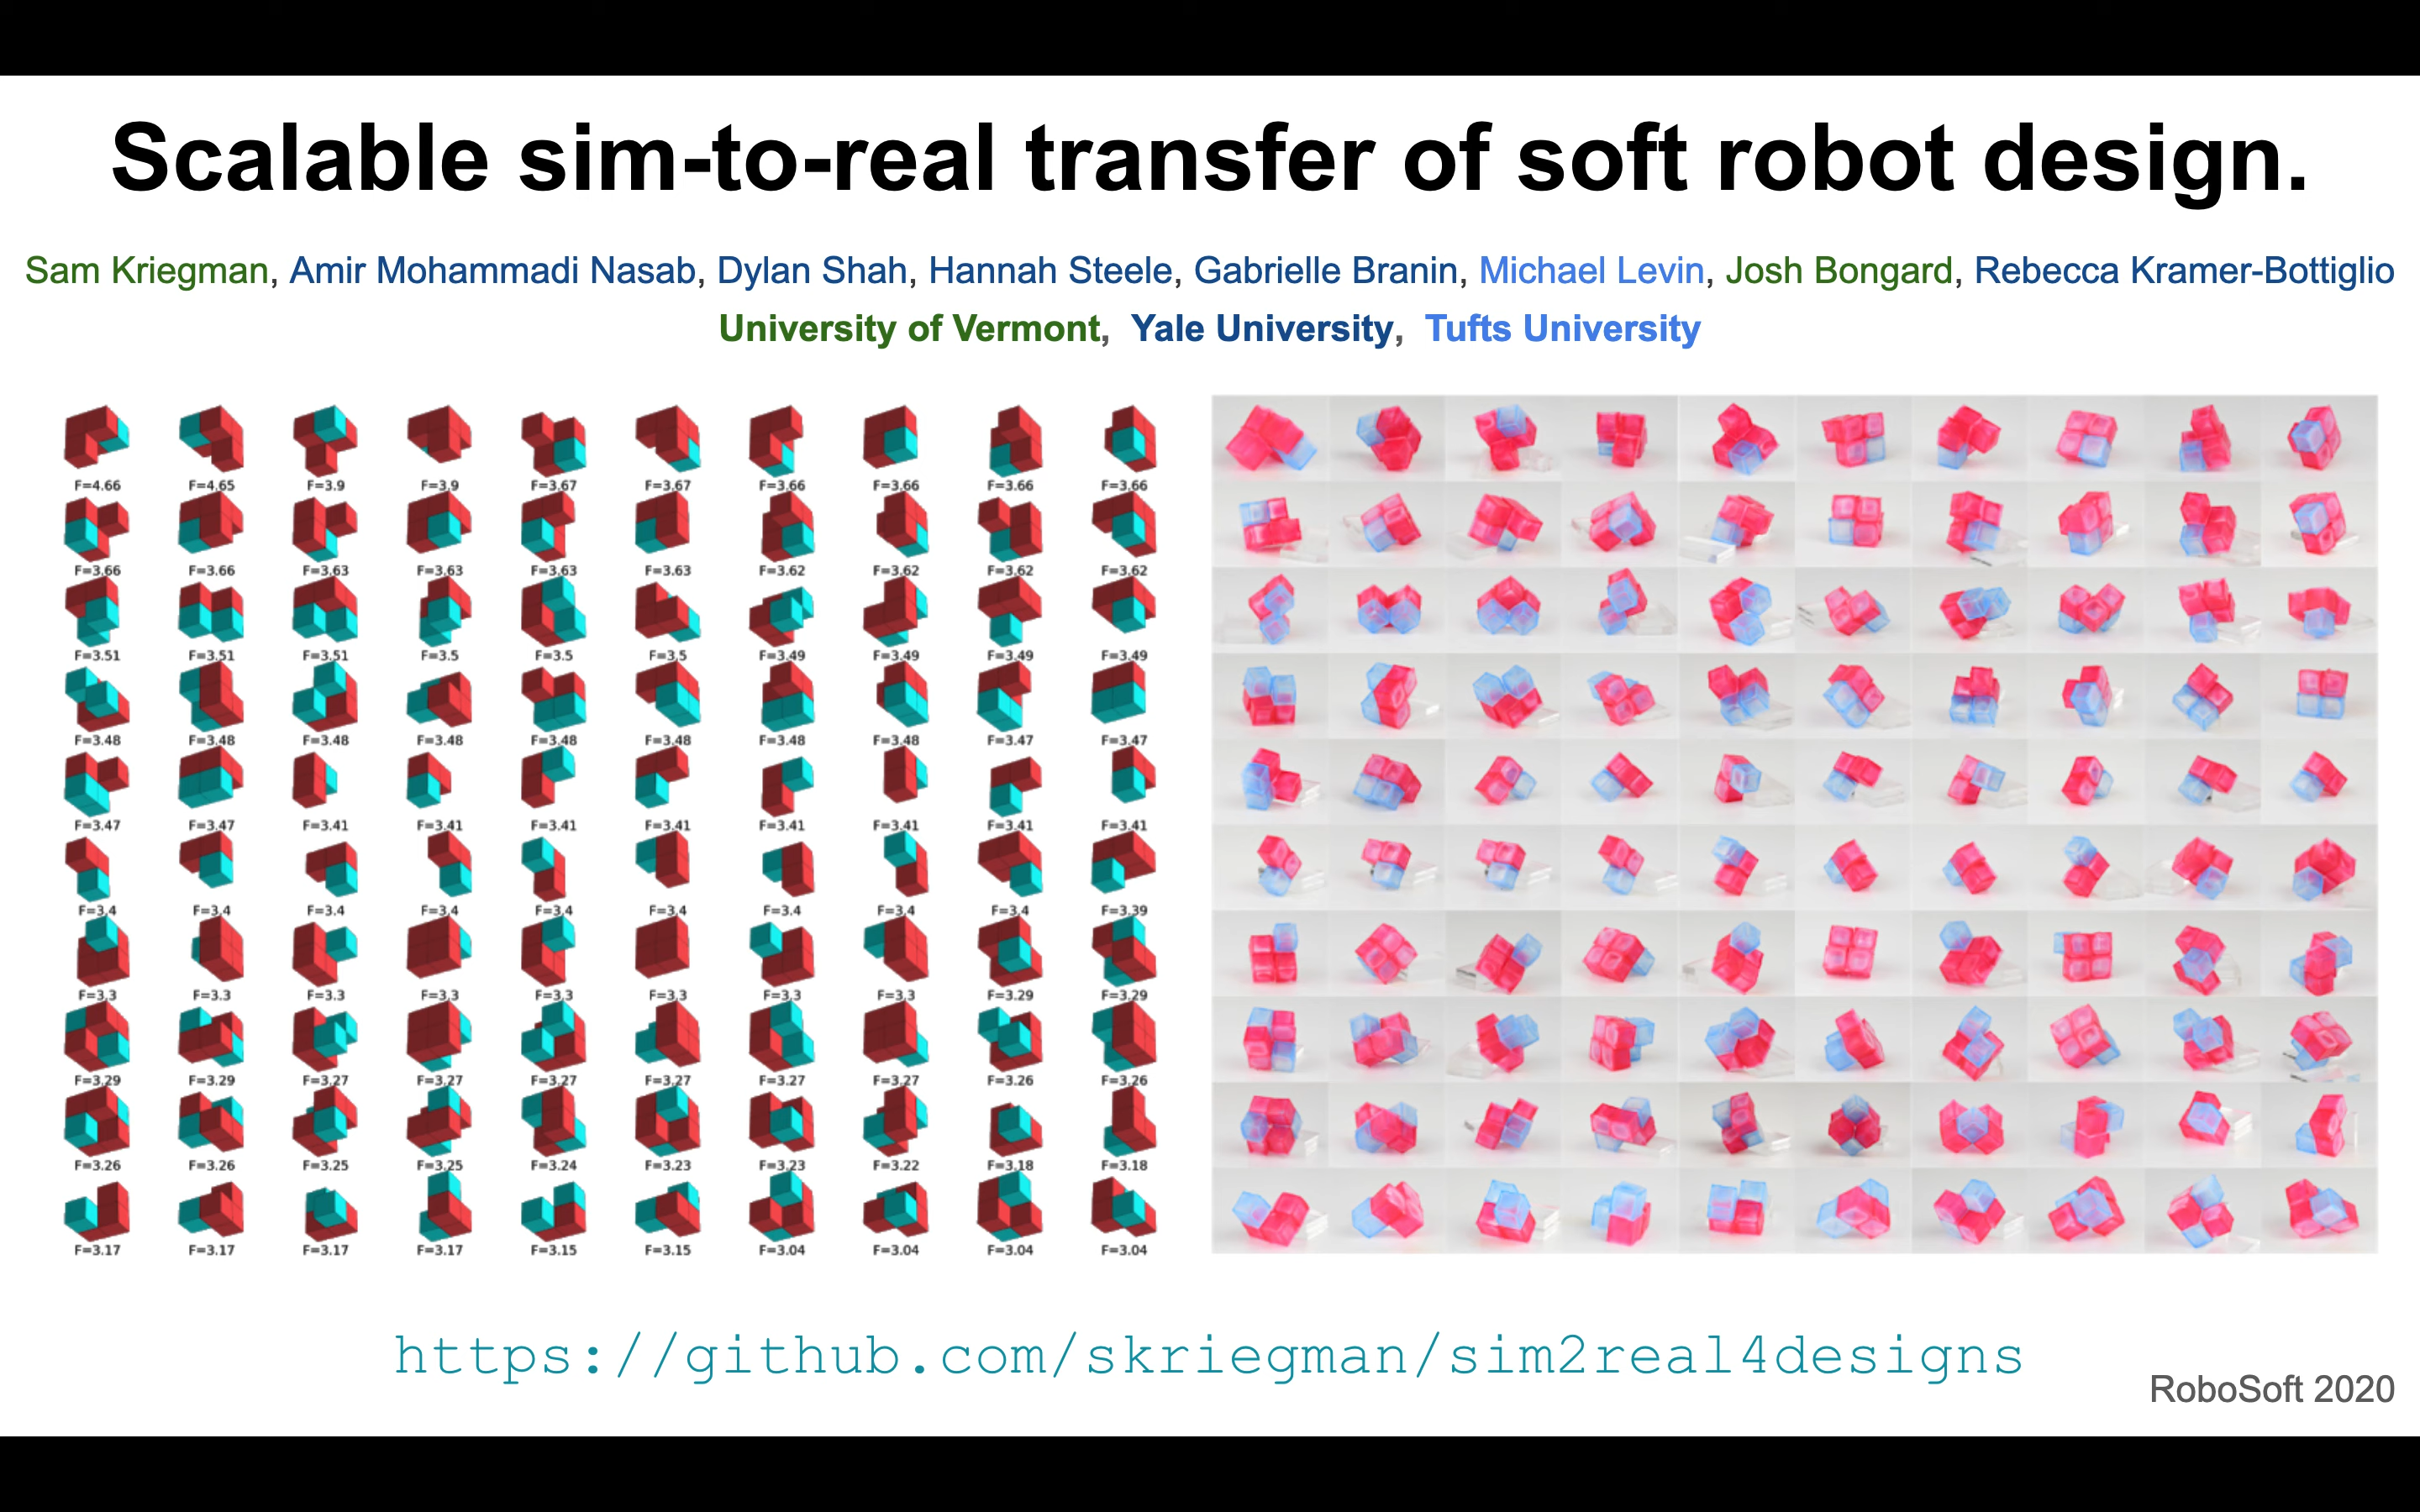 Scalable sim-to-real transfer of soft robot design.
Sam Kriegman, Amir Mohammadi Nasab, Dylan Shah, Hannah Steele, Gabrielle Branin, Michael Levin, Josh Bongard, Rebecca Kramer-Bottiglio
University of Vermont, Yale University, Tufts University
F=4.66 F=4.65 F=3.9 F=3.9 F=3.67 F=3.67 F=3.66 F=3.66 F=3.66 F=3.66
F=3.66 F=3.66 F=3.63 F=3.63 F=3.63 F=3.63 F=3.62 F=3.62 F=3.62 F=3.62
F=3.51 F=3.51 F=3.51 F=3.5 F=3.5 F=3.5 F=3.49 F=3.49 F=3.49 F=3.49
F=3.48 F=3.48 F=3.48 F=3.48 F=3.48 F=3.48 F=3.48 F=3.48 F=3.47 F=3.47
F=3.47 F=3.47 F=3.41 F=3.41 F=3.41 F=3.41 F=3.41 F=3.41 F=3.41 F=3.41
F=3.4 F=3.4 F=3.4 F=3.4 F=3.4 F=3.4 F=3.4 F=3.4 F=3.4 F=3.39
F=3.3 F=3.3 F=3.3 F=3.3 F=3.3 F=3.3 F=3.3 F=3.3 F=3.29 F=3.29
F=3.29 F=3.29 F=3.27 F=3.27 F=3.27 F=3.27 F=3.27 F=3.27 F=3.26 F=3.26
F=3.26 F=3.26 F=3.25 F=3.25 F=3.24 F=3.23 F=3.23 F=3.22 F=3.18 F=3.18
F=3.17 F=3.17 F=3.17 F=3.17 F=3.15 F=3.15 F=3.04 F=3.04 F=3.04 F=3.04
https://github.com/skriegman/sim2real4designs
RoboSoft 2020